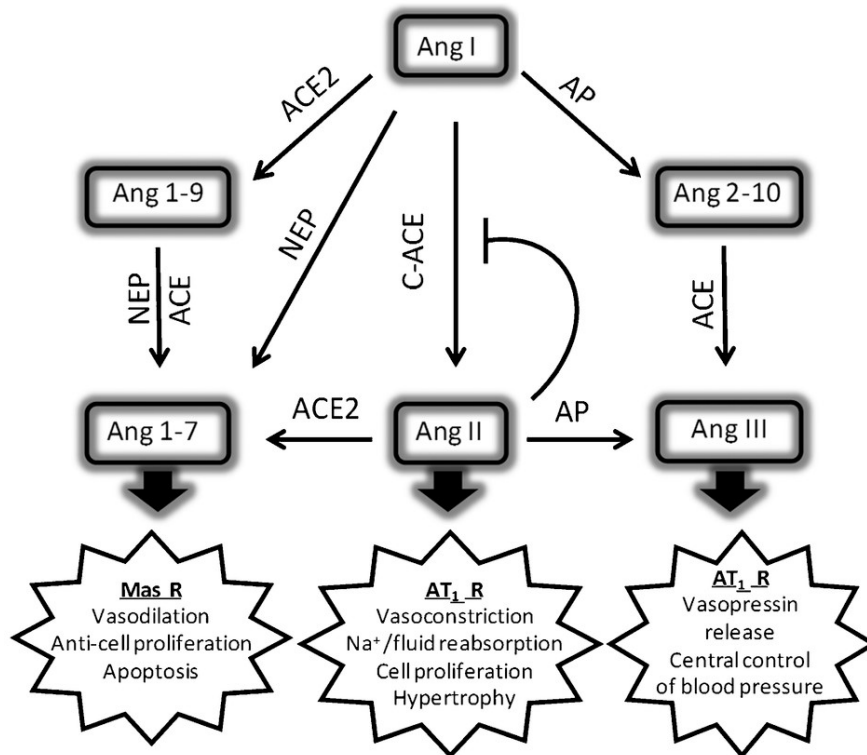 Ang I
ACE2
AP
Ang 1-9
Ang 2-10
NEP
C-ACE
NEP
ACE
ACE
Ang 1-7
ACE2
Ang II
AP
Ang III
Mas R
Vasodilation
Anti-cell proliferation
Apoptosis
AT₁ R
Vasoconstriction
Na⁺/fluid reabsorption
Cell proliferation
Hypertrophy
AT₁ R
Vasopressin
release
Central control
of blood pressure